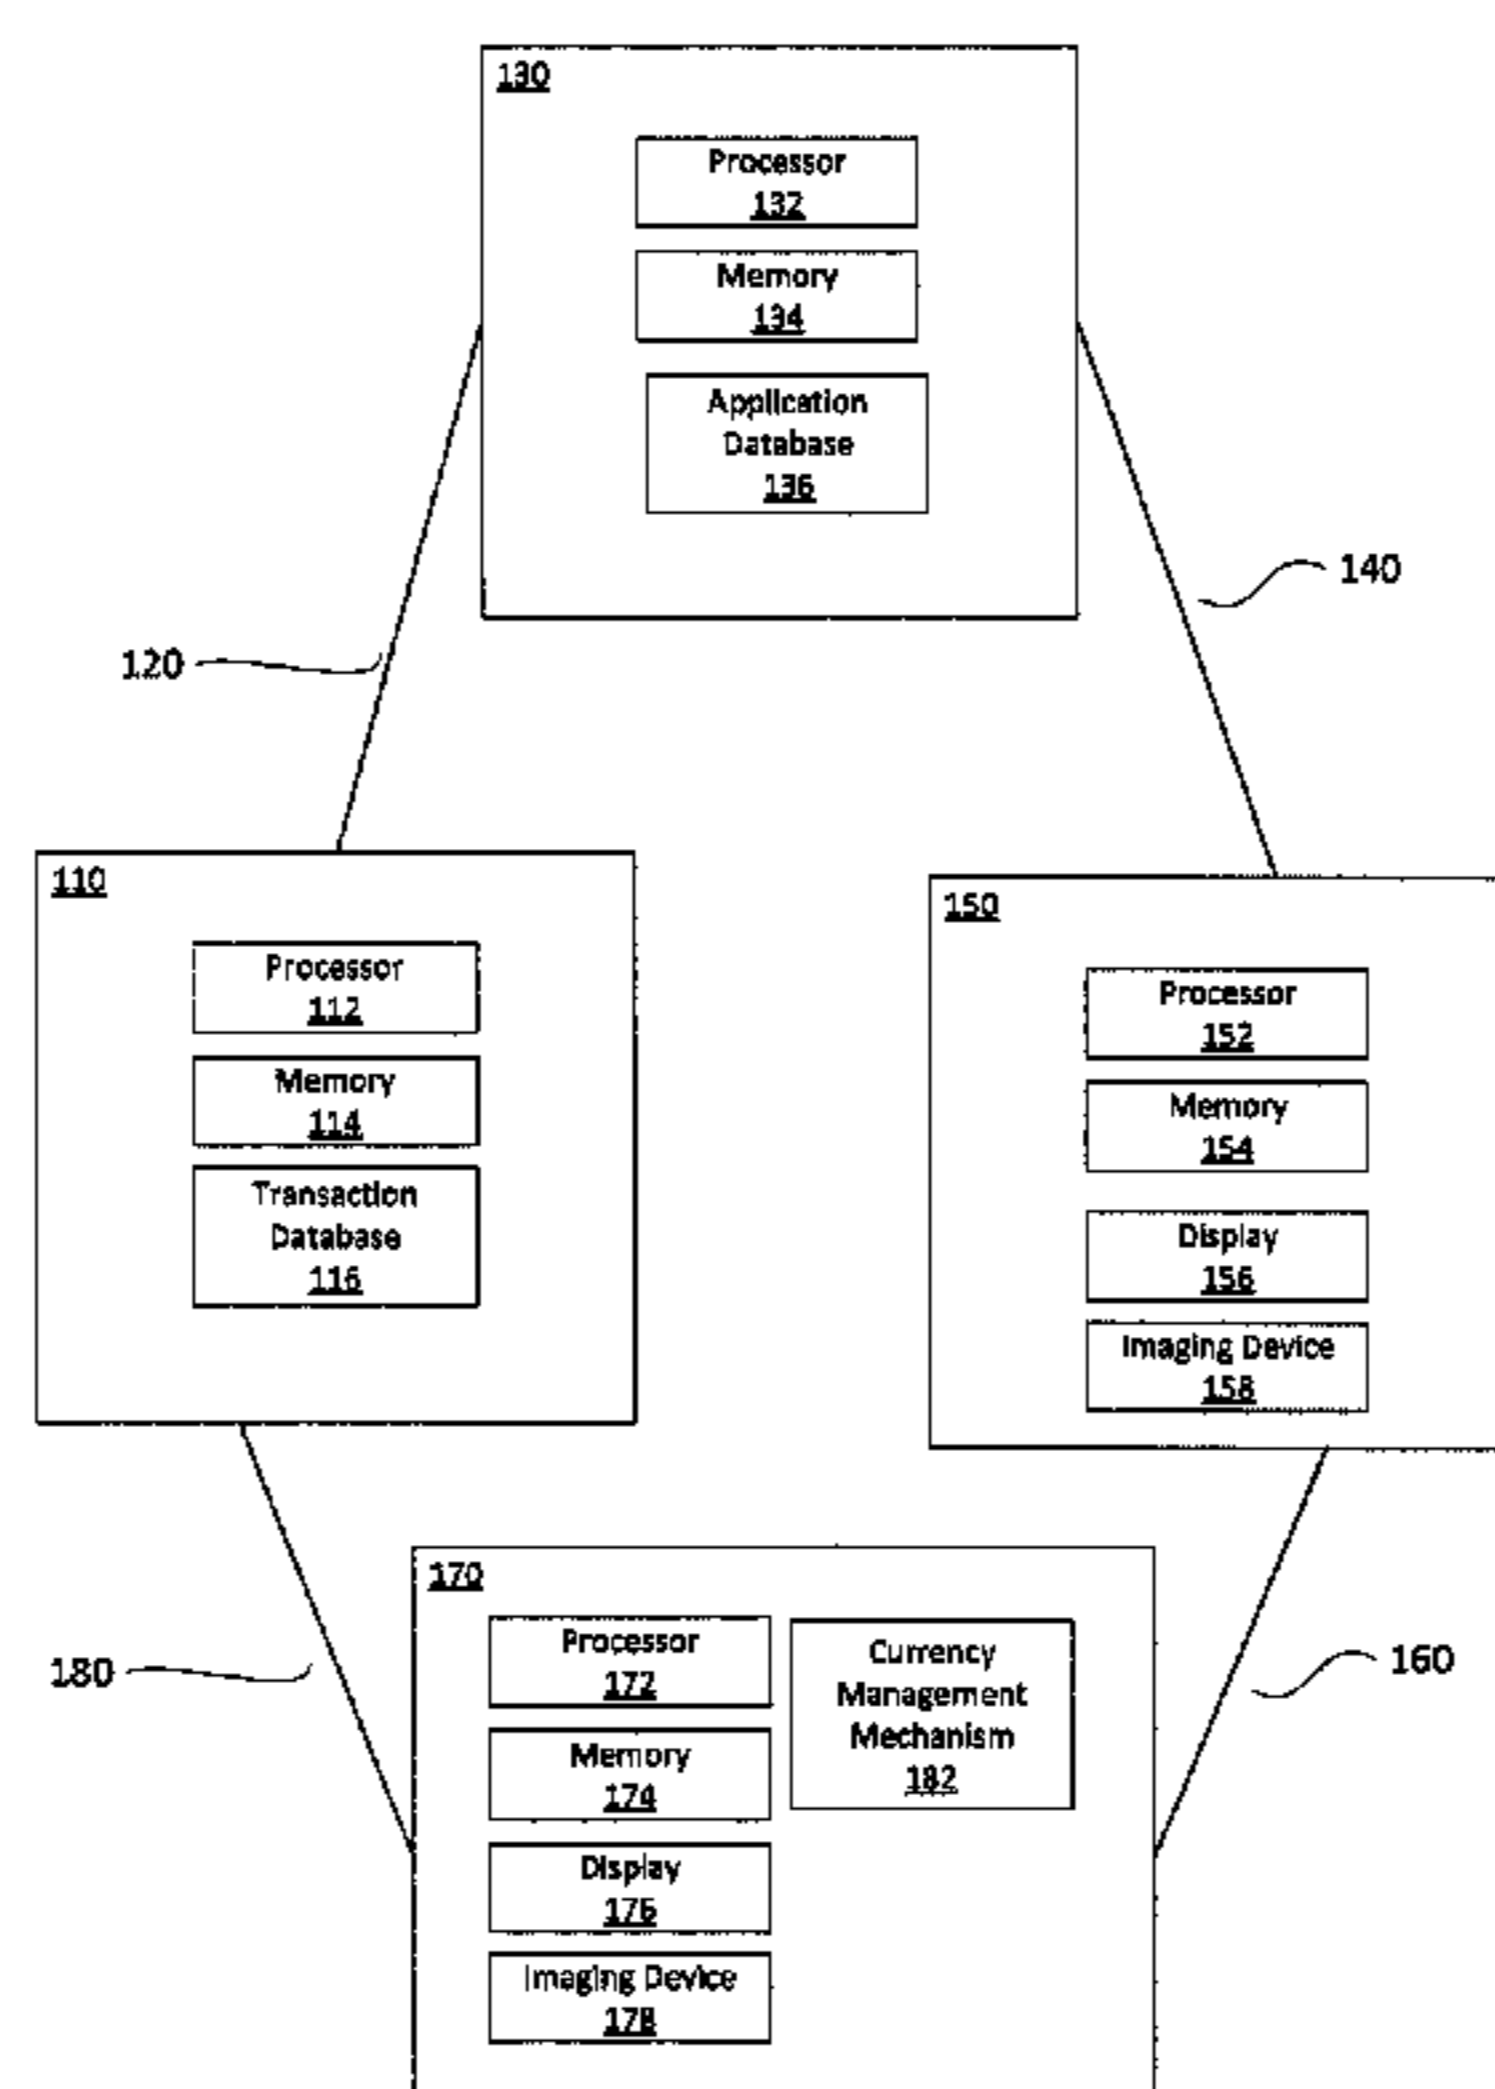 130
Processor
132
Memory
134
Application
Database
136
140
120
110
Processor
112
Memory
114
Transaction
Database
116
150
Processor
152
Memory
154
Display
156
Imaging Device
158
170
Processor
172
Memory
174
Display
176
Imaging Device
178
Currency
Management
Mechanism
182
180
160